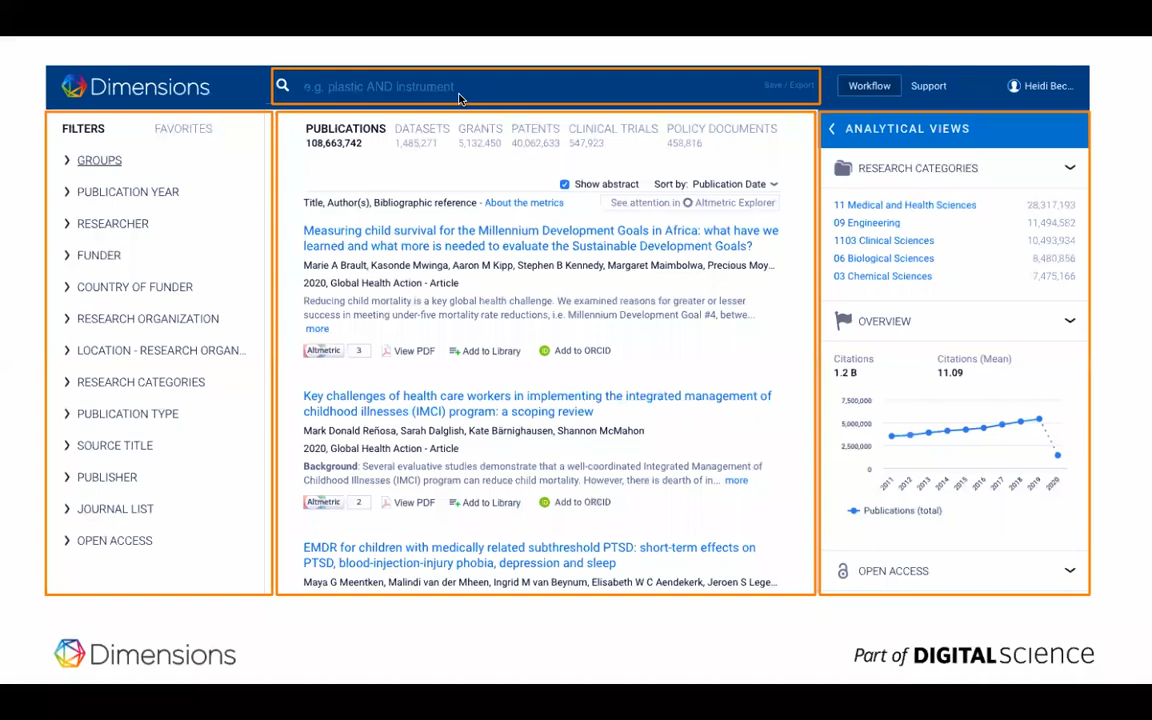 Dimensions
e.g. plastic AND instrument
Save / Export
Workflow
Support
Heidi Bec...
FILTERS
FAVORITES
GROUPS
PUBLICATION YEAR
RESEARCHER
FUNDER
COUNTRY OF FUNDER
RESEARCH ORGANIZATION
LOCATION - RESEARCH ORGAN...
RESEARCH CATEGORIES
PUBLICATION TYPE
SOURCE TITLE
PUBLISHER
JOURNAL LIST
OPEN ACCESS
PUBLICATIONS DATASETS GRANTS PATENTS CLINICAL TRIALS POLICY DOCUMENTS
108,663,742 1,485,271 5,132,450 40,062,633 547,923 458,816
Show abstract Sort by: Publication Date
Title, Author(s), Bibliographic reference - About the metrics See attention in Altmetric Explorer
Measuring child survival for the Millennium Development Goals in Africa: what have we
learned and what more is needed to evaluate the Sustainable Development Goals?
Marie A Brault, Kasonde Mwinga, Aaron M Kipp, Stephen B Kennedy, Margaret Maimbolwa, Precious Moy...
2020, Global Health Action - Article
Reducing child mortality is a key global health challenge. We examined reasons for greater or lesser
success in meeting under-five mortality rate reductions, i.e. Millennium Development Goal #4, betwe...
more
Altmetric 3 View PDF Add to Library Add to ORCID
Key challenges of health care workers in implementing the integrated management of
childhood illnesses (IMCI) program: a scoping review
Mark Donald Reñosa, Sarah Dalglish, Kate Bärnighausen, Shannon McMahon
2020, Global Health Action - Article
Background: Several evaluative studies demonstrate that a well-coordinated Integrated Management of
Childhood Illnesses (IMCI) program can reduce child mortality. However, there is dearth of in... more
Altmetric 2 View PDF Add to Library Add to ORCID
EMDR for children with medically related subthreshold PTSD: short-term effects on
PTSD, blood-injection-injury phobia, depression and sleep
Maya G Meentken, Malindi van der Mheen, Ingrid M van Beynum, Elisabeth W C Aendekerk, Jeroen S Lege...
ANALYTICAL VIEWS
RESEARCH CATEGORIES
11 Medical and Health Sciences 28,317,193
09 Engineering 11,494,582
1103 Clinical Sciences 10,493,934
06 Biological Sciences 8,480,856
03 Chemical Sciences 7,475,166
OVERVIEW
Citations Citations (Mean)
1.2 B 11.09
7,500,000
5,000,000
2,500,000
0
2011 2012 2013 2014 2015 2016 2017 2018 2019 2020
Publications (total)
OPEN ACCESS
Dimensions
Part of DIGITALSCIENCE